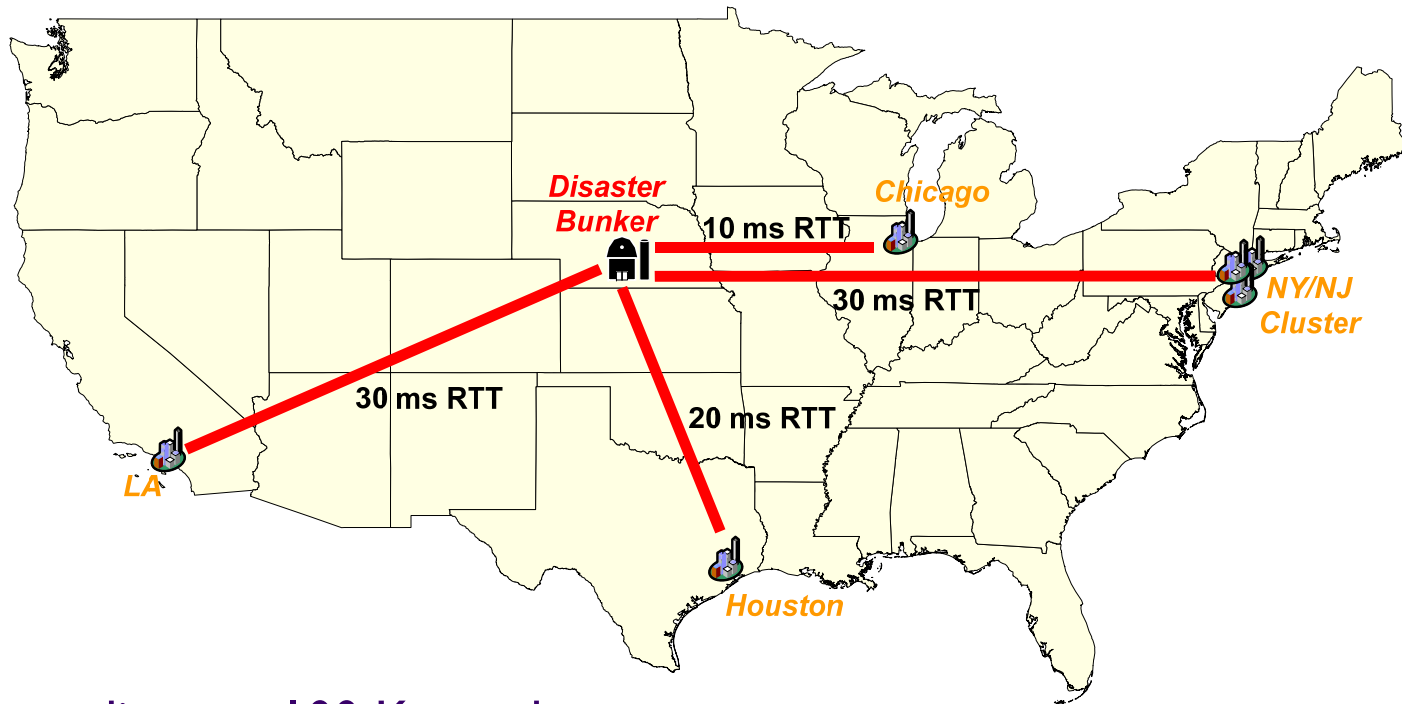 Disaster
Bunker
Chicago
10 ms RTT
30 ms RTT
NY/NJ
Cluster
30 ms RTT
20 ms RTT
LA
Houston